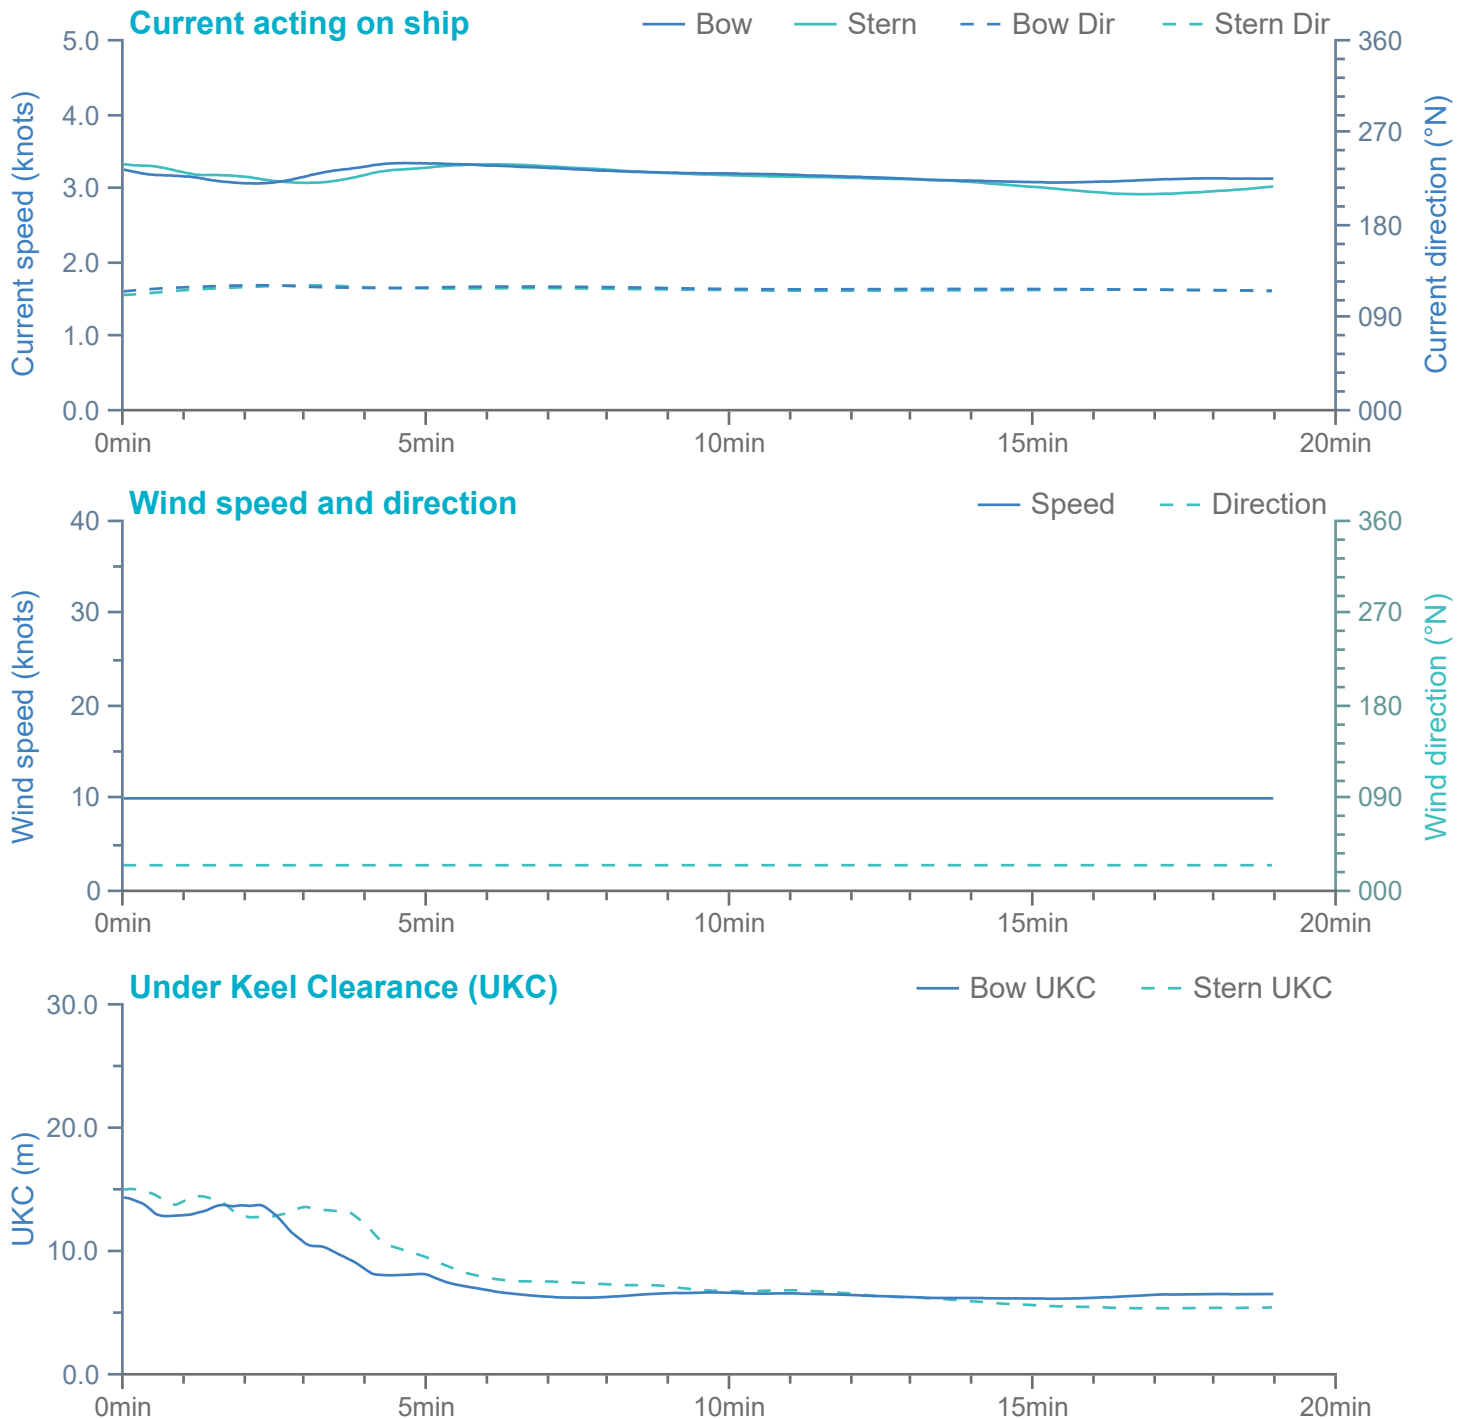 Current acting on ship
Bow Stern Bow Dir Stern Dir
5.0 360
4.0 270
3.0 180
2.0 090
1.0
0.0 000
Current speed (knots)
Current direction (°N)
0min 5min 10min 15min 20min
Wind speed and direction
Speed Direction
40 360
30 270
20 180
10 090
0 000
Wind speed (knots)
Wind direction (°N)
0min 5min 10min 15min 20min
Under Keel Clearance (UKC)
Bow UKC Stern UKC
30.0
20.0
10.0
0.0
UKC (m)
0min 5min 10min 15min 20min